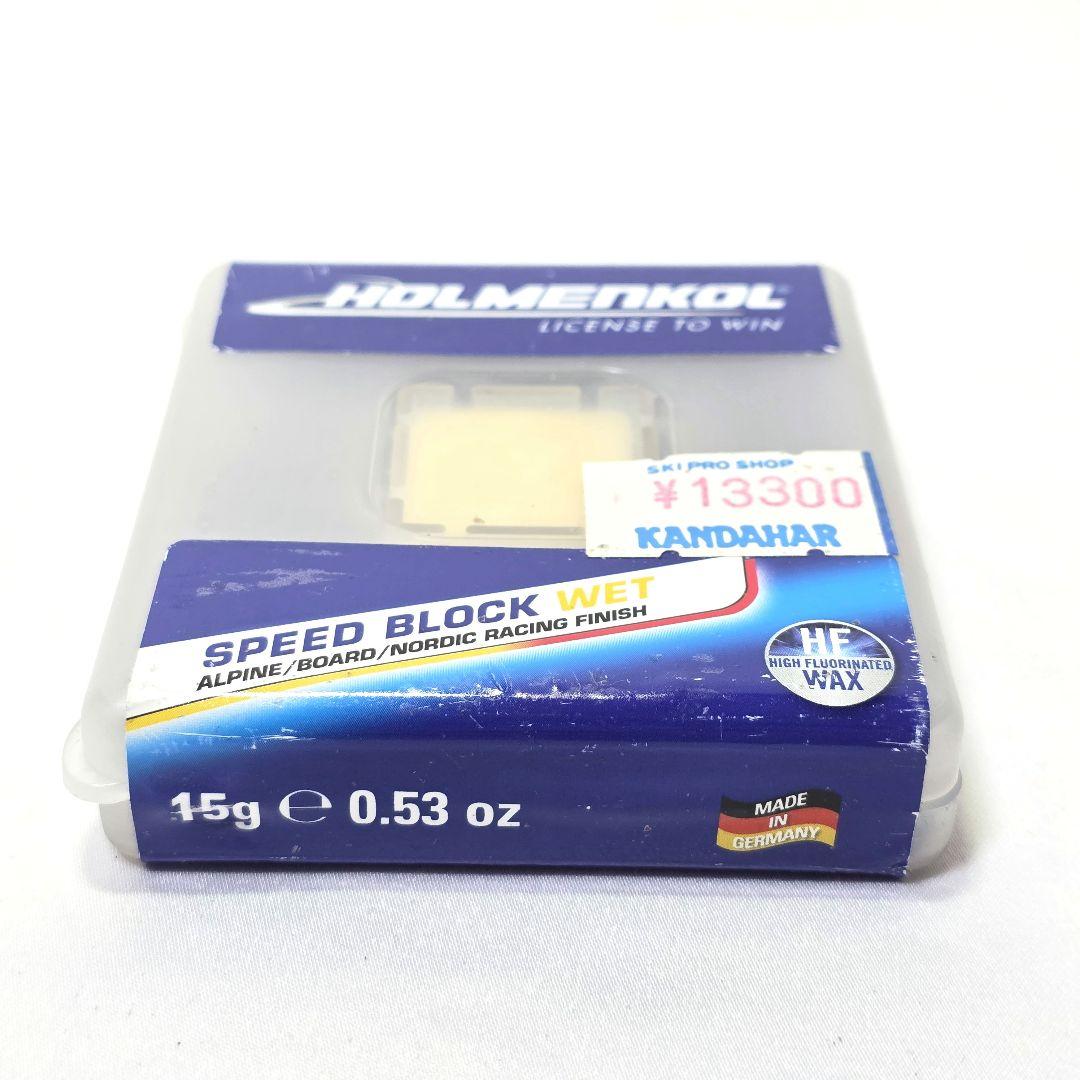 HOLMENKOL
LICENSE TO WIN
SKI PRO SHOP
¥13300
KANDAHAR
SPEED BLOCK WET
ALPINE/BOARD/NORDIC RACING FINISH
HF
HIGH FLUORINATED
WAX
15g ℮ 0.53 oz
MADE
IN
GERMANY